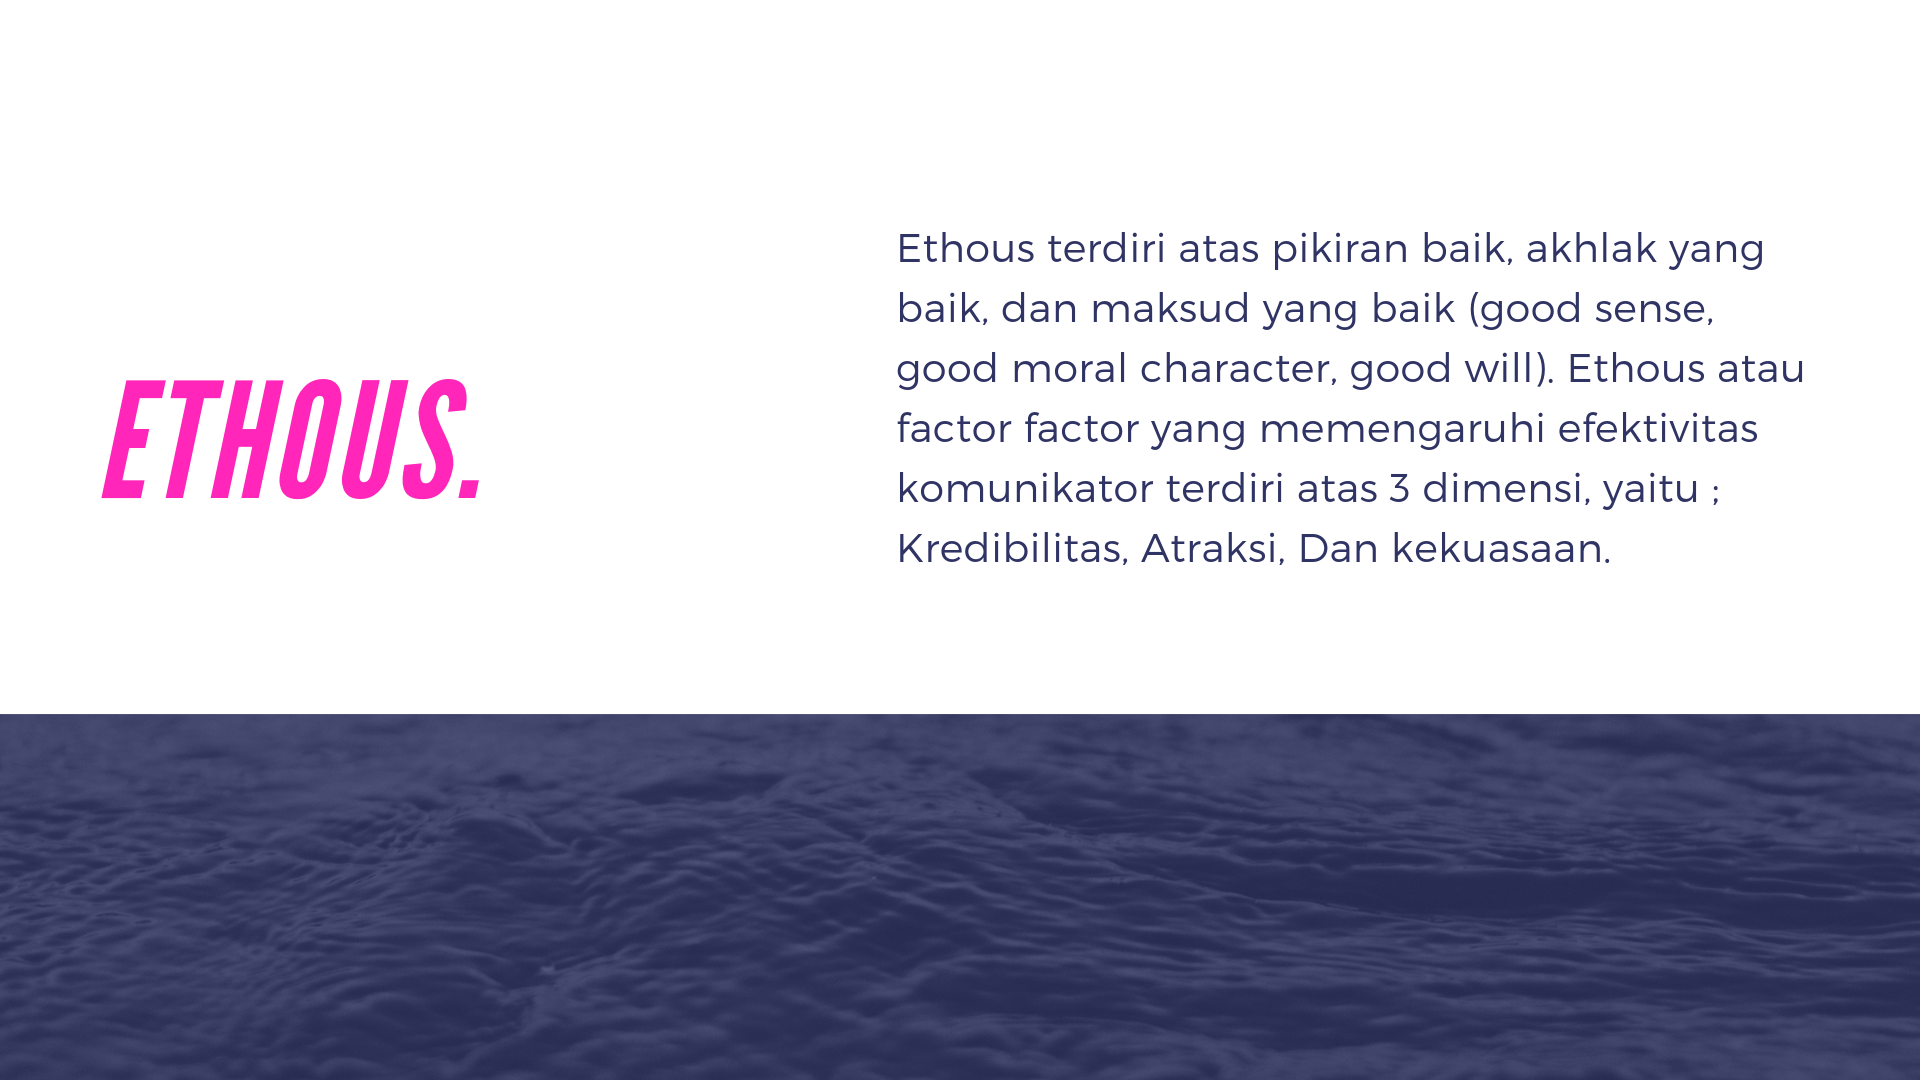 ETHOUS.
Ethous terdiri atas pikiran baik, akhlak yang
baik, dan maksud yang baik (good sense,
good moral character, good will). Ethous atau
factor factor yang memengaruhi efektivitas
komunikator terdiri atas 3 dimensi, yaitu ;
Kredibilitas, Atraksi, Dan kekuasaan.